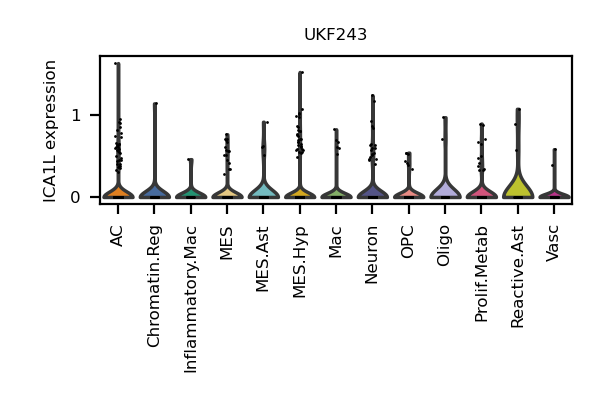 UKF243
ICA1L expression
1
0
AC
Chromatin.Reg
Inflammatory.Mac
MES
MES.Ast
MES.Hyp
Mac
Neuron
OPC
Oligo
Prolif.Metab
Reactive.Ast
Vasc